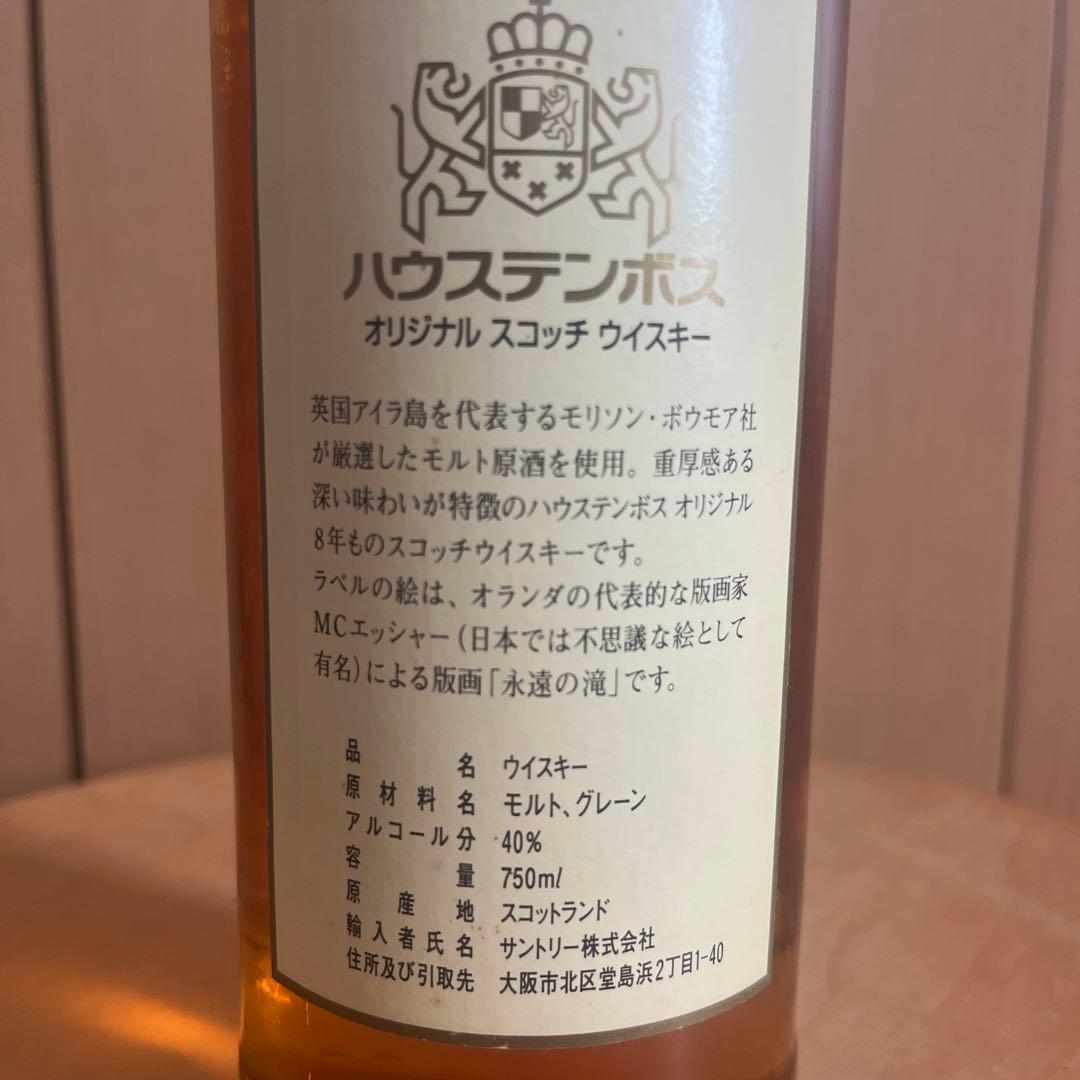 ハウステンボス
オリジナル スコッチ ウイスキー
英国アイラ島を代表するモリソン・ボウモア社
が厳選したモルト原酒を使用。重厚感ある
深い味わいが特徴のハウステンボス オリジナル
8年ものスコッチウイスキーです。
ラベルの絵は、オランダの代表的な版画家
MCエッシャー(日本では不思議な絵として
有名)による版画「永遠の滝」です。
品名 ウイスキー
原材料名 モルト、グレーン
アルコール分 40%
容量 750ml
原産地 スコットランド
輸入者氏名 サントリー株式会社
住所及び引取先 大阪市北区堂島浜2丁目1-40